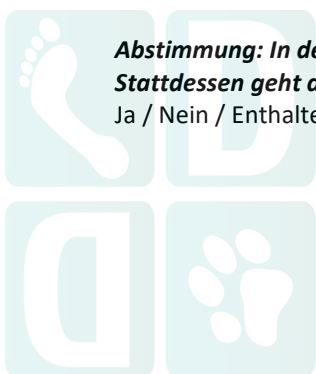 Abstimmung: In de
Stattdessen geht d
Ja / Nein / Enthalte
D
D